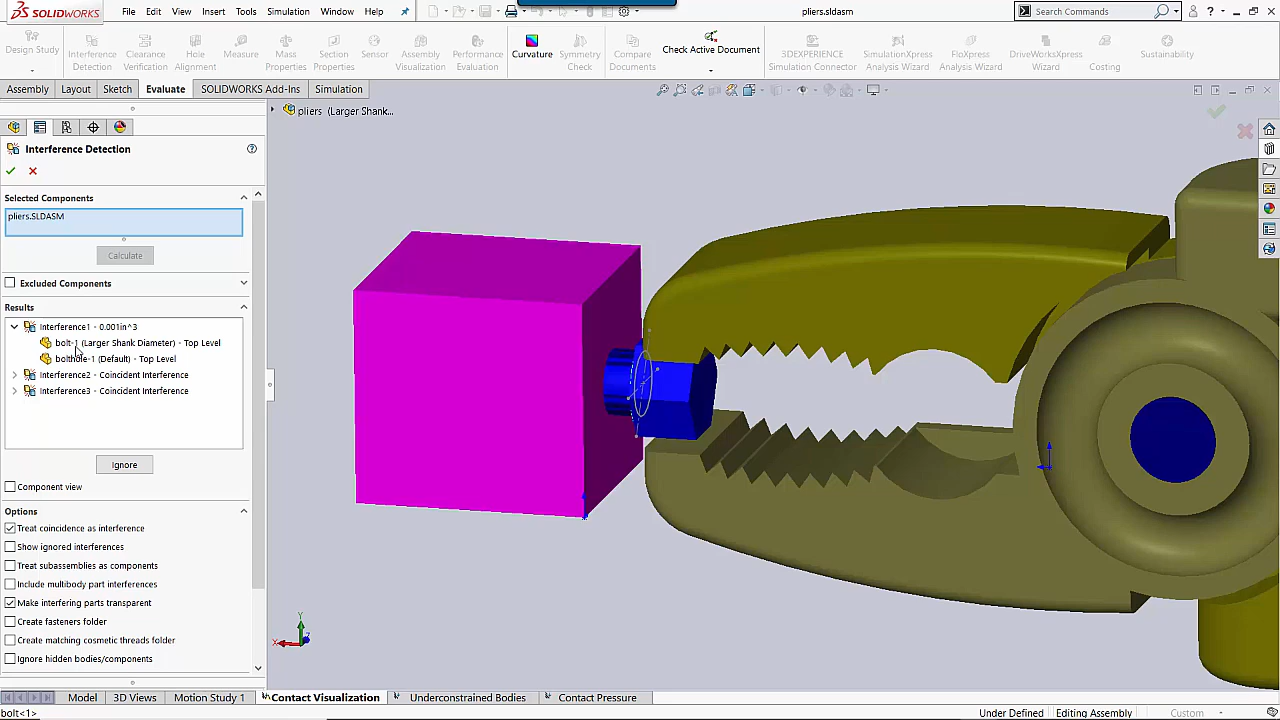 SOLIDWORKS File Edit View Insert Tools Simulation Window Help pliers.sldasm Search Commands
Design Study Interference Detection Clearance Verification Hole Alignment Measure Mass Properties Section Properties Sensor Assembly Visualization Performance Evaluation Curvature Symmetry Check Compare Documents Check Active Document 3DEXPERIENCE Simulation Connector SimulationXpress Analysis Wizard FloXpress Analysis Wizard DriveWorksXpress Wizard Costing Sustainability
Assembly Layout Sketch Evaluate SOLIDWORKS Add-Ins Simulation
pliers (Larger Shank...
Interference Detection
Selected Components
pliers.SLDASM
Calculate
Excluded Components
Results
Interference1 - 0.001in^3
bolt-1 (Larger Shank Diameter) - Top Level
bolthole-1 (Default) - Top Level
Interference2 - Coincident Interference
Interference3 - Coincident Interference
Ignore
Component view
Options
Treat coincidence as interference
Show ignored interferences
Treat subassemblies as components
Include multibody part interferences
Make interfering parts transparent
Create fasteners folder
Create matching cosmetic threads folder
Ignore hidden bodies/components
Y
X
Z
Model 3D Views Motion Study 1 Contact Visualization Underconstrained Bodies Contact Pressure
bolt<1> Under Defined Editing Assembly Custom